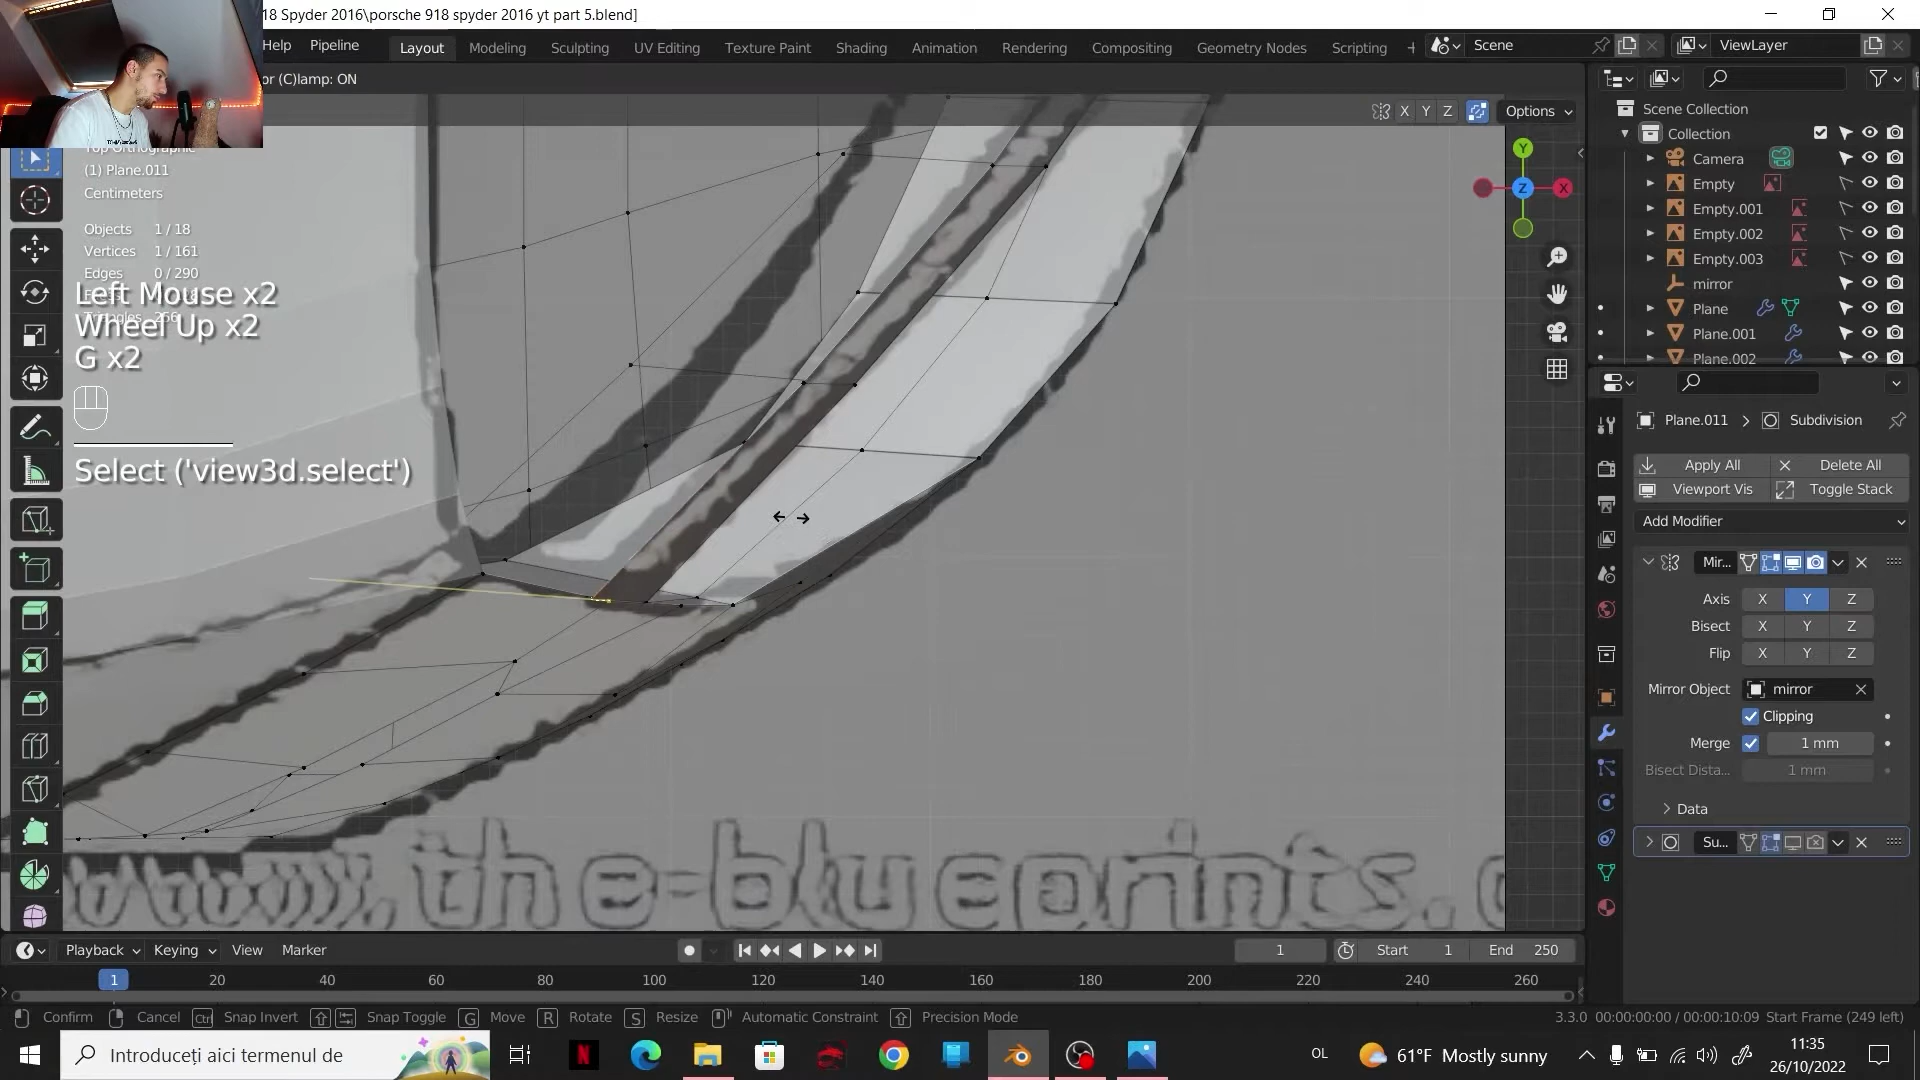 18 Spyder 2016\porsche 918 spyder 2016 yt part 5.blend]
Help Pipeline Layout Modeling Sculpting UV Editing Texture Paint Shading Animation Rendering Compositing Geometry Nodes Scripting + Scene ViewLayer
or (C)lamp: ON
X Y Z Options
Top Orthographic
(1) Plane.011
Centimeters
Objects 1 / 18
Vertices 1 / 161
Edges 0 / 290
Triangles 256
Left Mouse x2
Wheel Up x2
G x2
Select ('view3d.select')
Y
Z
X
www.the-blueprints.
Scene Collection
Collection
Camera
Empty
Empty.001
Empty.002
Empty.003
mirror
Plane
Plane.001
Plane.002
Plane.011 > Subdivision
Apply All Delete All
Viewport Vis Toggle Stack
Add Modifier
Mir...
Axis X Y Z
Bisect X Y Z
Flip X Y Z
Mirror Object mirror
Clipping
Merge 1 mm
Bisect Dista... 1 mm
Data
Su...
Playback Keying View Marker 1 Start 1 End 250
1 20 40 60 80 100 120 140 160 180 200 220 240 260
Confirm Cancel Ctrl Snap Invert Snap Toggle G Move R Rotate S Resize Automatic Constraint Precision Mode 3.3.0 00:00:00:00 / 00:00:10:09 Start Frame (249 left)
Introduceți aici termenul de OL 61°F Mostly sunny 11:35
26/10/2022